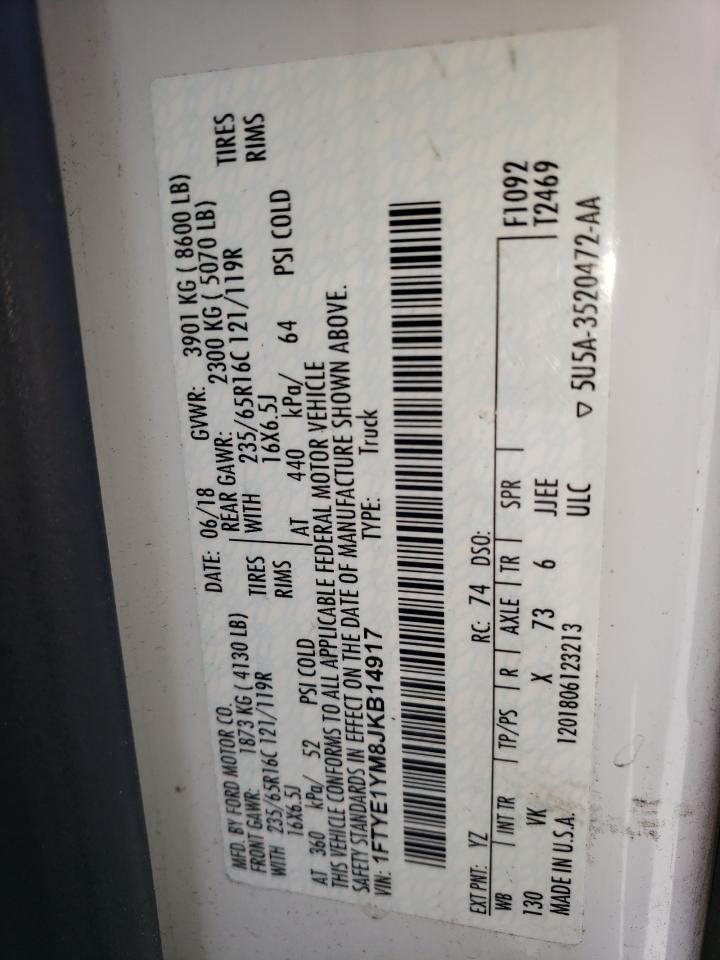 MFD. BY FORD MOTOR CO. DATE: 06/18 GVWR: 3901 KG ( 8600 LB)
FRONT GAWR: 1873 KG ( 4130 LB) REAR GAWR: 2300 KG ( 5070 LB)
WITH 235/65R16C 121/119R TIRES WITH 235/65R16C 121/119R TIRES
16X6.5J RIMS 16X6.5J RIMS
AT 360 kPa/ 52 PSI COLD AT 440 kPa/ 64 PSI COLD
THIS VEHICLE CONFORMS TO ALL APPLICABLE FEDERAL MOTOR VEHICLE
SAFETY STANDARDS IN EFFECT ON THE DATE OF MANUFACTURE SHOWN ABOVE.
VIN: 1FTYE1YM8JKB14917 TYPE: Truck
EXT PNT: YZ RC: 74 DSO: F1092
WB INT TR TP/PS R AXLE TR SPR T2469
130 VK X 73 6 JJEE
MADE IN U.S.A. 1201806123213 ULC ▽ 5U5A-3520472-AA